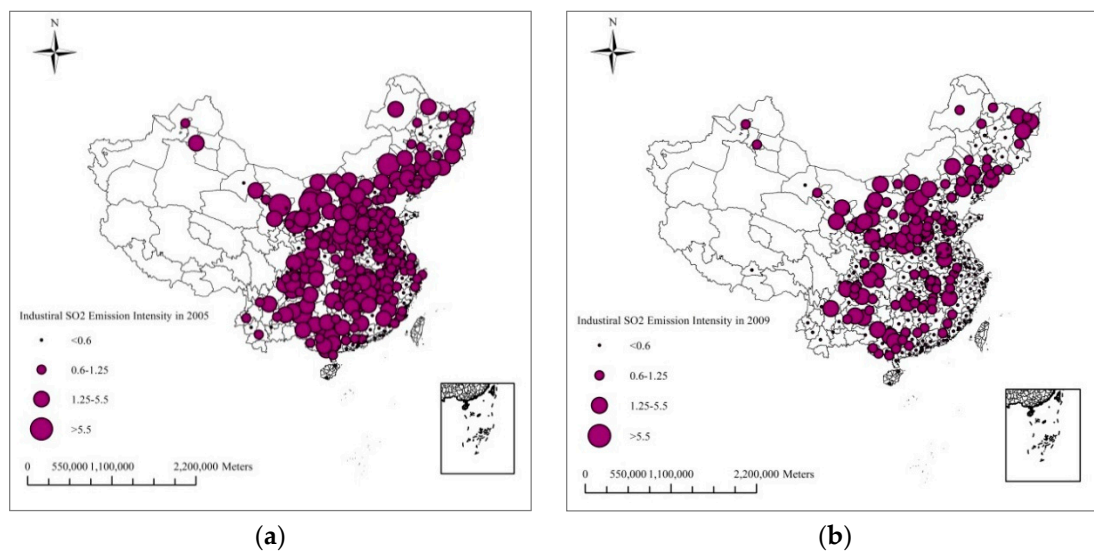 N
Industiral SO2 Emission Intensity in 2005
<0.6
0.6-1.25
1.25-5.5
>5.5
0 550,000 1,100,000 2,200,000 Meters
(a)
N
Industiral SO2 Emission Intensity in 2009
<0.6
0.6-1.25
1.25-5.5
>5.5
0 550,000 1,100,000 2,200,000 Meters
(b)